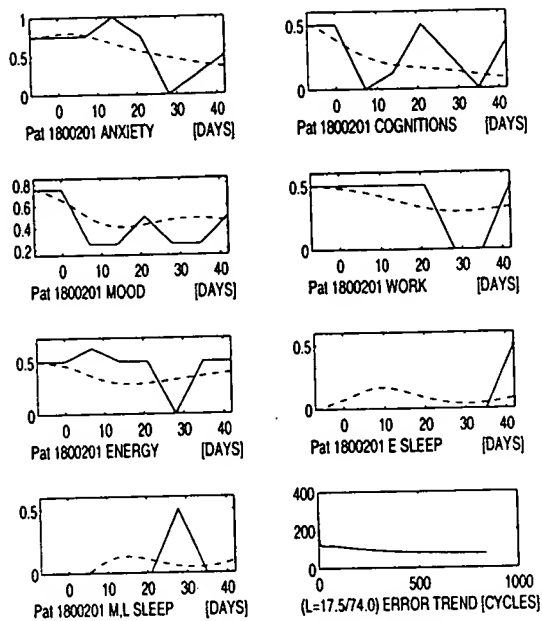 1
0.5
0
0 10 20 30 40
Pat 1800201 ANXIETY [DAYS]
0.5
0
0 10 20 30 40
Pat 1800201 COGNITIONS [DAYS]
0.8
0.6
0.4
0.2
0 10 20 30 40
Pat 1800201 MOOD [DAYS]
0.5
0
0 10 20 30 40
Pat 1800201 WORK [DAYS]
0.5
0
0 10 20 30 40
Pat 1800201 ENERGY [DAYS]
0.5
0
0 10 20 30 40
Pat 1800201 E SLEEP [DAYS]
0.5
0
0 10 20 30 40
Pat 1800201 M,L SLEEP [DAYS]
400
200
0
0 500 1000
(L=17.5/74.0) ERROR TREND [CYCLES]